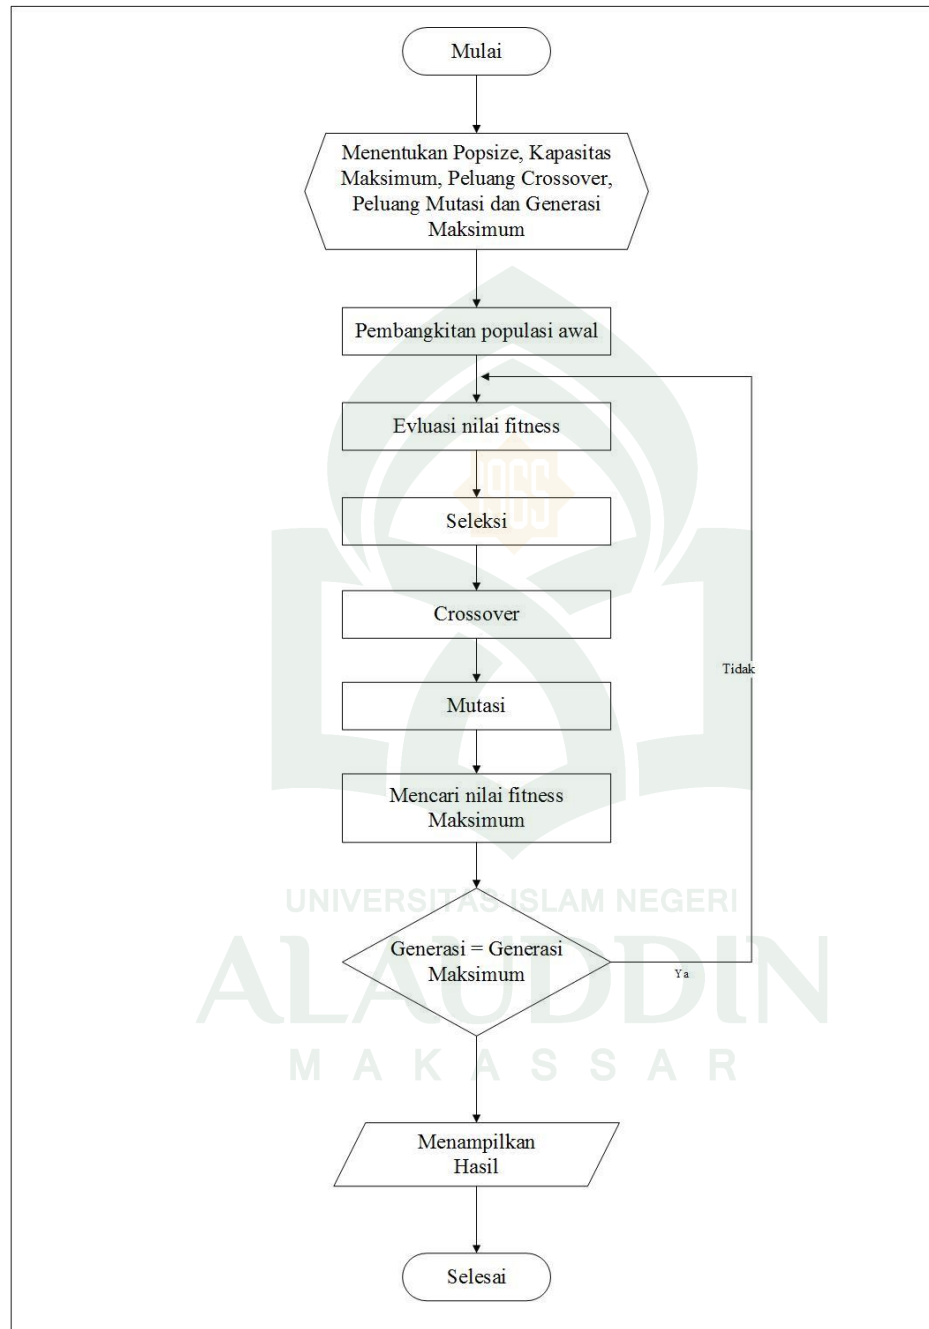 Mulai
Menentukan Popsize, Kapasitas
Maksimum, Peluang Crossover,
Peluang Mutasi dan Generasi
Maksimum
Pembangkitan populasi awal
Evluasi nilai fitness
Seleksi
Crossover
Tidak
Mutasi
Mencari nilai fitness
Maksimum
UNIVERSITAS ISLAM NEGERI
Generasi = Generasi
Maksimum
Ya
ALAUDDIN
MAKASSAR
Menampilkan
Hasil
Selesai